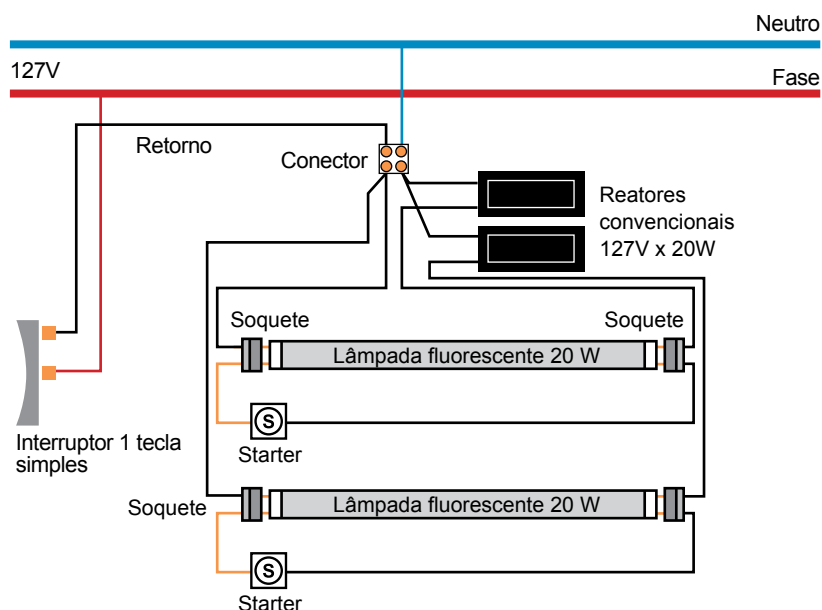 Neutro
127V
Fase
Retorno
Conector
Reatores
convencionais
127V x 20W
Soquete
Soquete
Lâmpada fluorescente 20 W
S
Starter
Interruptor 1 tecla
simples
Soquete
Lâmpada fluorescente 20 W
S
Starter